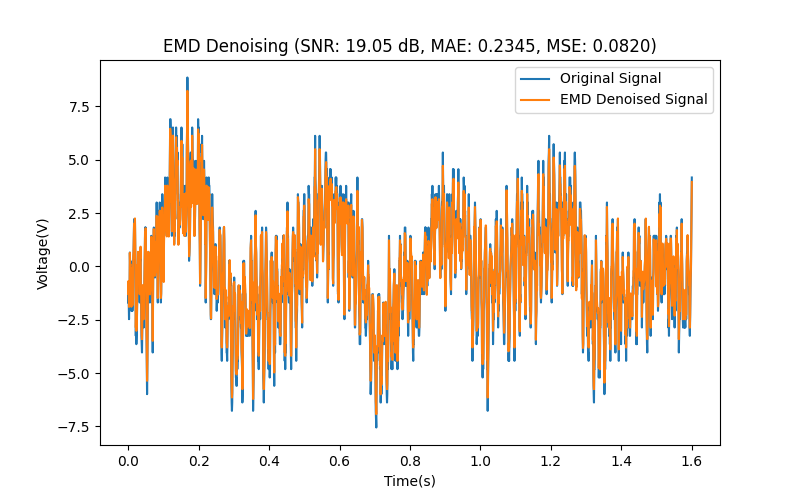 EMD Denoising (SNR: 19.05 dB, MAE: 0.2345, MSE: 0.0820)
Original Signal
EMD Denoised Signal
7.5
5.0
2.5
0.0
−2.5
−5.0
−7.5
Voltage(V)
0.0 0.2 0.4 0.6 0.8 1.0 1.2 1.4 1.6
Time(s)